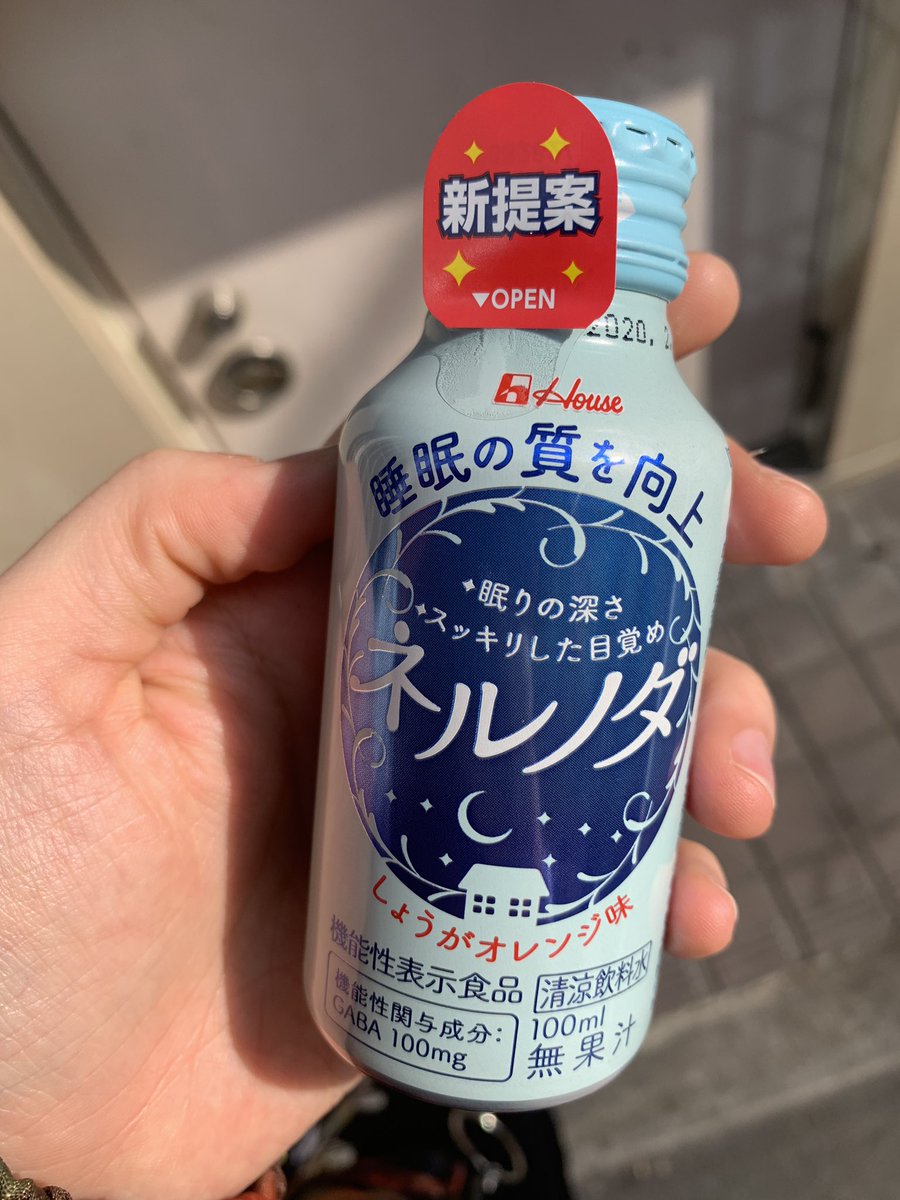 新提案
▼OPEN
2020.
House
睡眠の質を向上
眠りの深さ
スッキリした目覚め
ネルノダ
しょうがオレンジ味
機能性表示食品
清涼飲料水
機能性関与成分:
GABA 100mg
100ml
無果汁